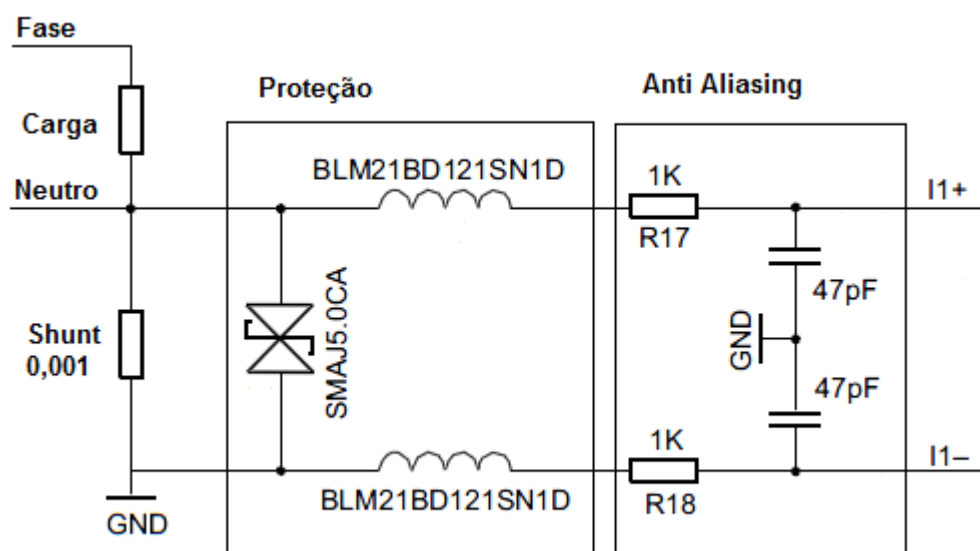 Fase
Proteção
Anti Aliasing
Carga
BLM21BD121SN1D
1K
Neutro
I1+
R17
47pF
Shunt
0,001
SMAJ5.0CA
GND
47pF
1K
I1–
BLM21BD121SN1D
R18
GND